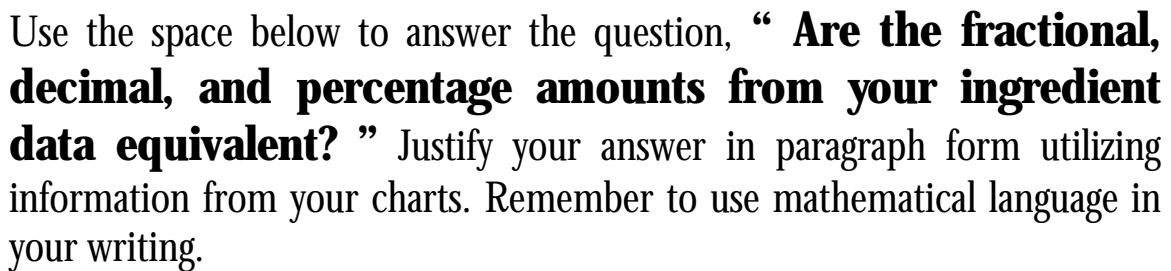 Use the space below to answer the question, “ Are the fractional,
decimal, and percentage amounts from your ingredient
data equivalent? ” Justify your answer in paragraph form utilizing
information from your charts. Remember to use mathematical language in
your writing.